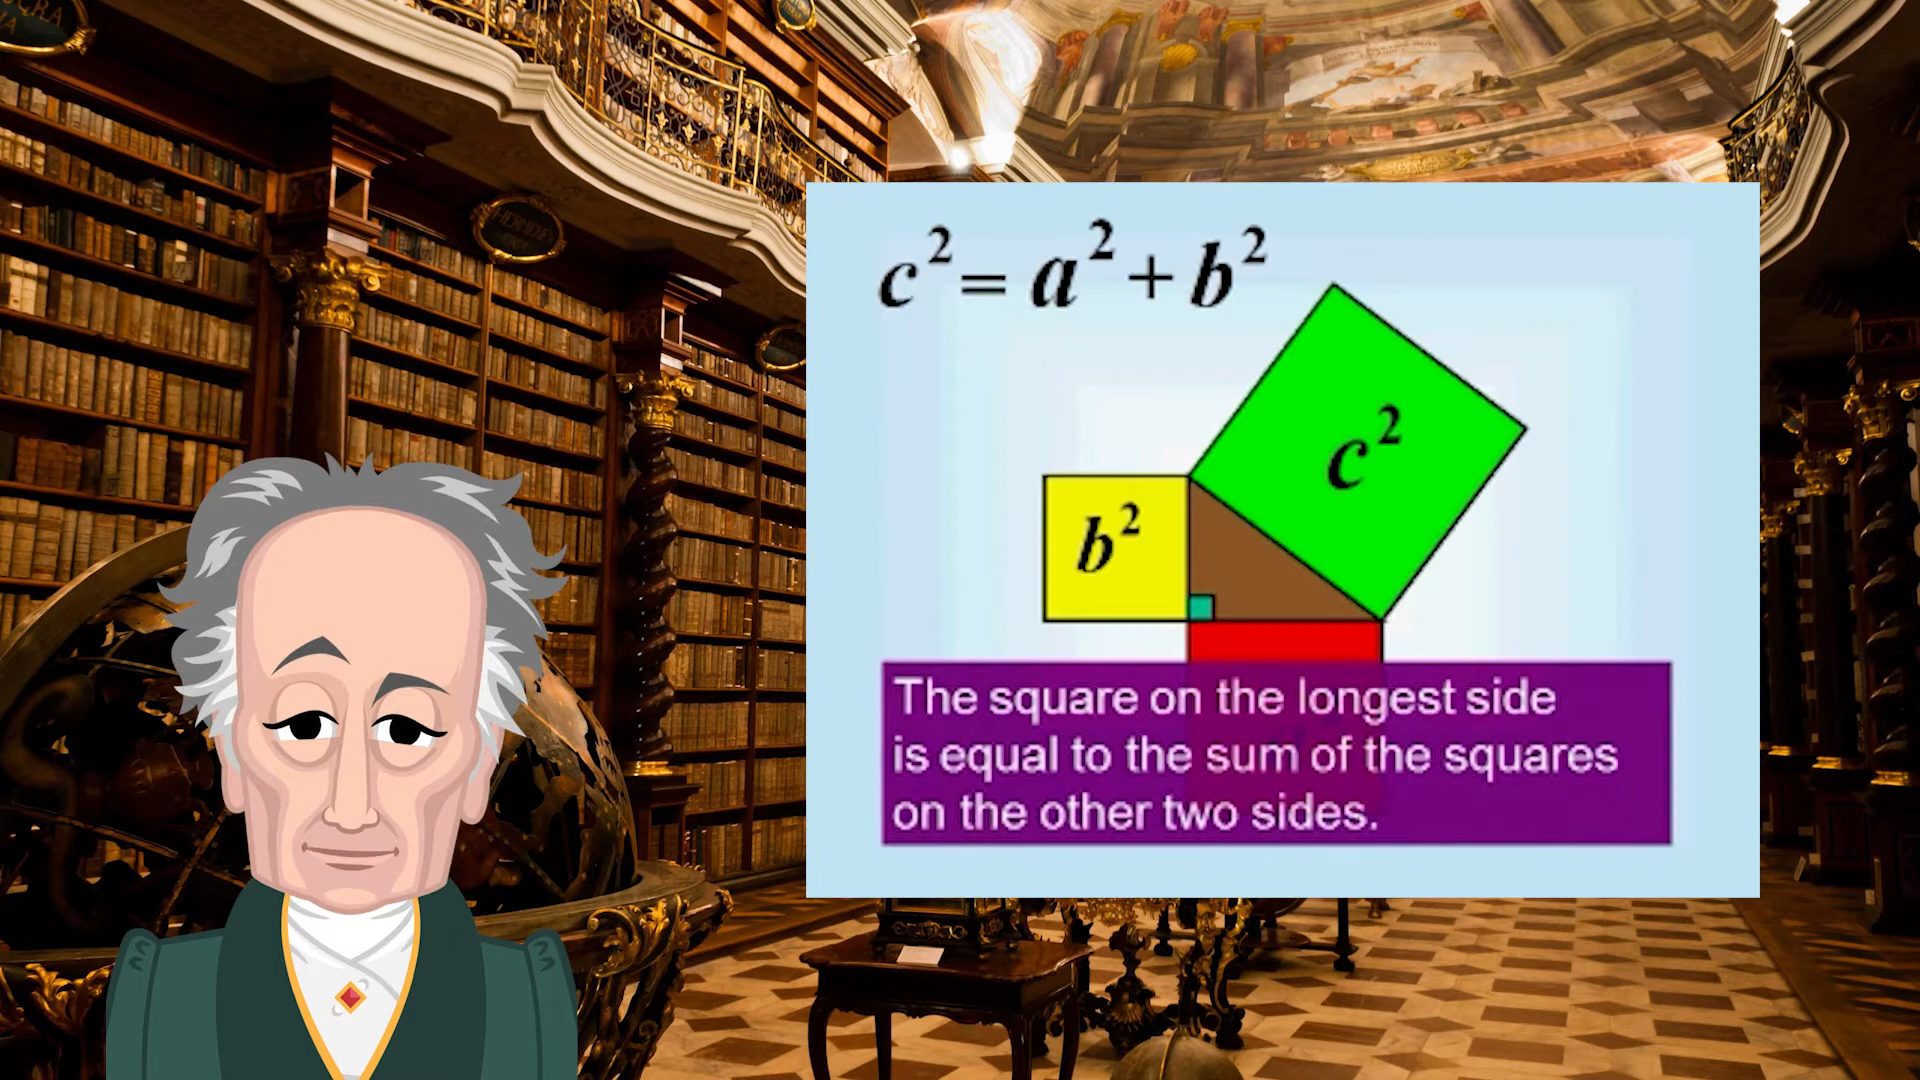 c² = a² + b²
c²
b²
The square on the longest side
is equal to the sum of the squares
on the other two sides.